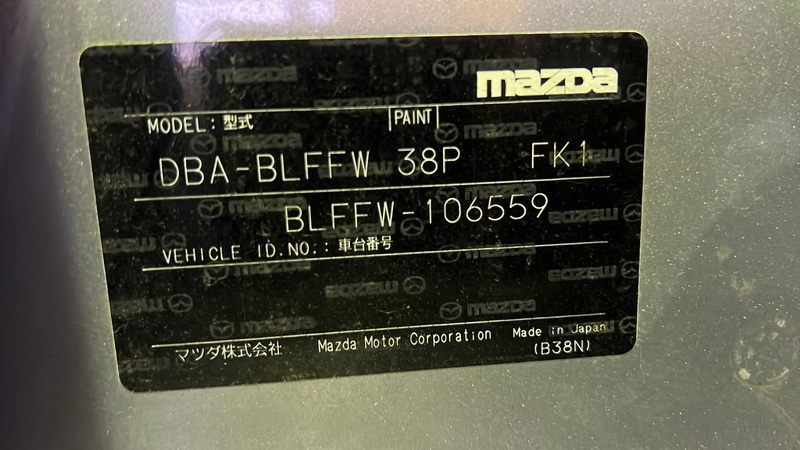 mazda
MODEL: 型式 PAINT
DBA-BLFFW 38P FK1
BLFFW-106559
VEHICLE ID.NO.: 車台番号
マツダ株式会社 Mazda Motor Corporation Made in Japan
(B38N)